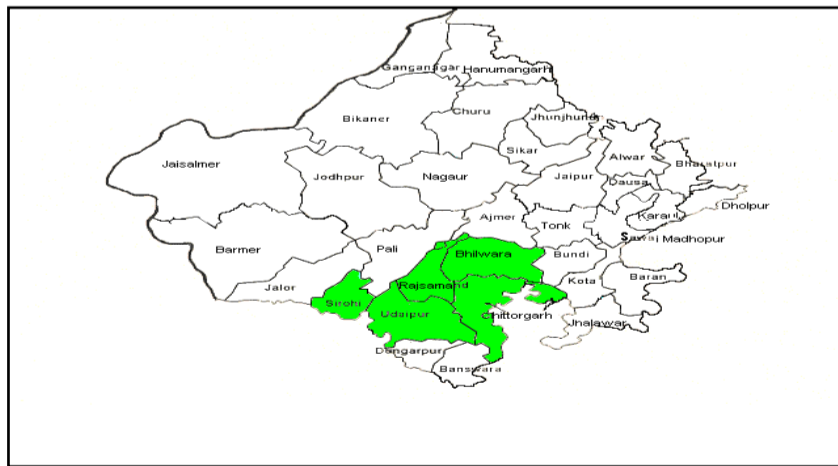 Ganganagar
Hanumangarh
Bikaner
Churu
Jhunjhunu
Sikar
Alwar
Bharatpur
Jaisalmer
Jodhpur
Nagaur
Jaipur
Dausa
Dholpur
Ajmer
Tonk
Karauli
Sawai Madhopur
Barmer
Pali
Bhilwara
Bundi
Baran
Jalor
Rajsamand
Kota
Sirohi
Udaipur
Chittorgarh
Jhalawar
Dungarpur
Banswara